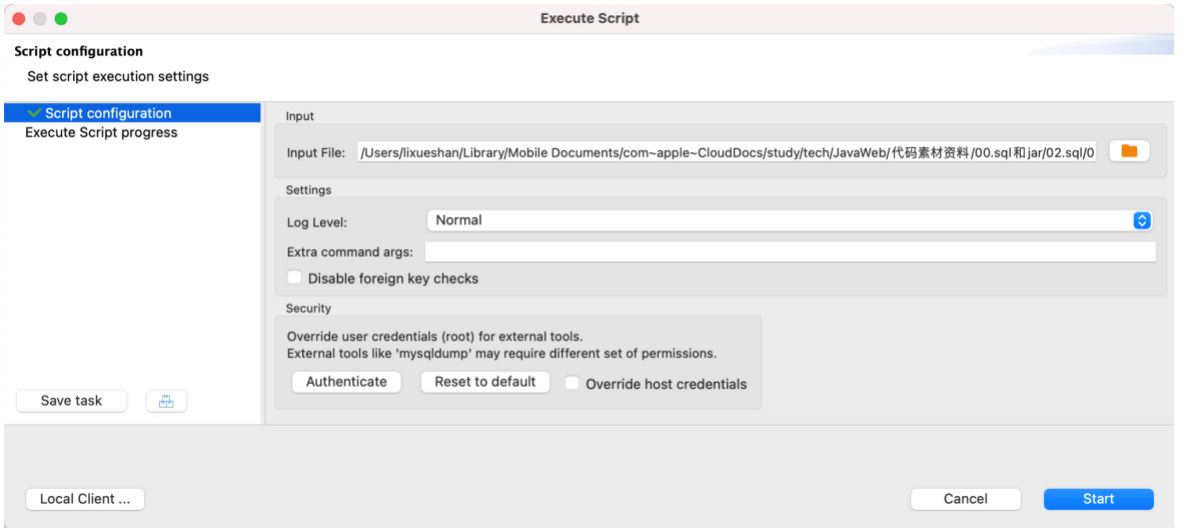 Execute Script
Script configuration
Set script execution settings
Script configuration
Execute Script progress
Save task
Input
Input File: /Users/lixueshan/Library/Mobile Documents/com~apple~CloudDocs/study/tech/JavaWeb/代码素材资料/00.sql和jar/02.sql/0
Settings
Log Level: Normal
Extra command args:
Disable foreign key checks
Security
Override user credentials (root) for external tools.
External tools like 'mysqldump' may require different set of permissions.
Authenticate Reset to default Override host credentials
Local Client ... Cancel Start